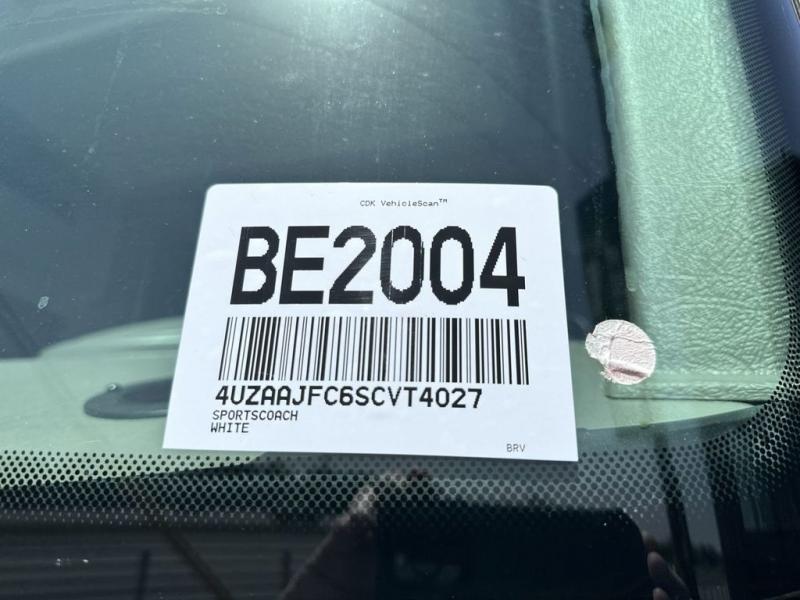 CDK VehicleScan™
BE2004
4UZAAJFC6SCVT4027
SPORTSCOACH
WHITE
BRV